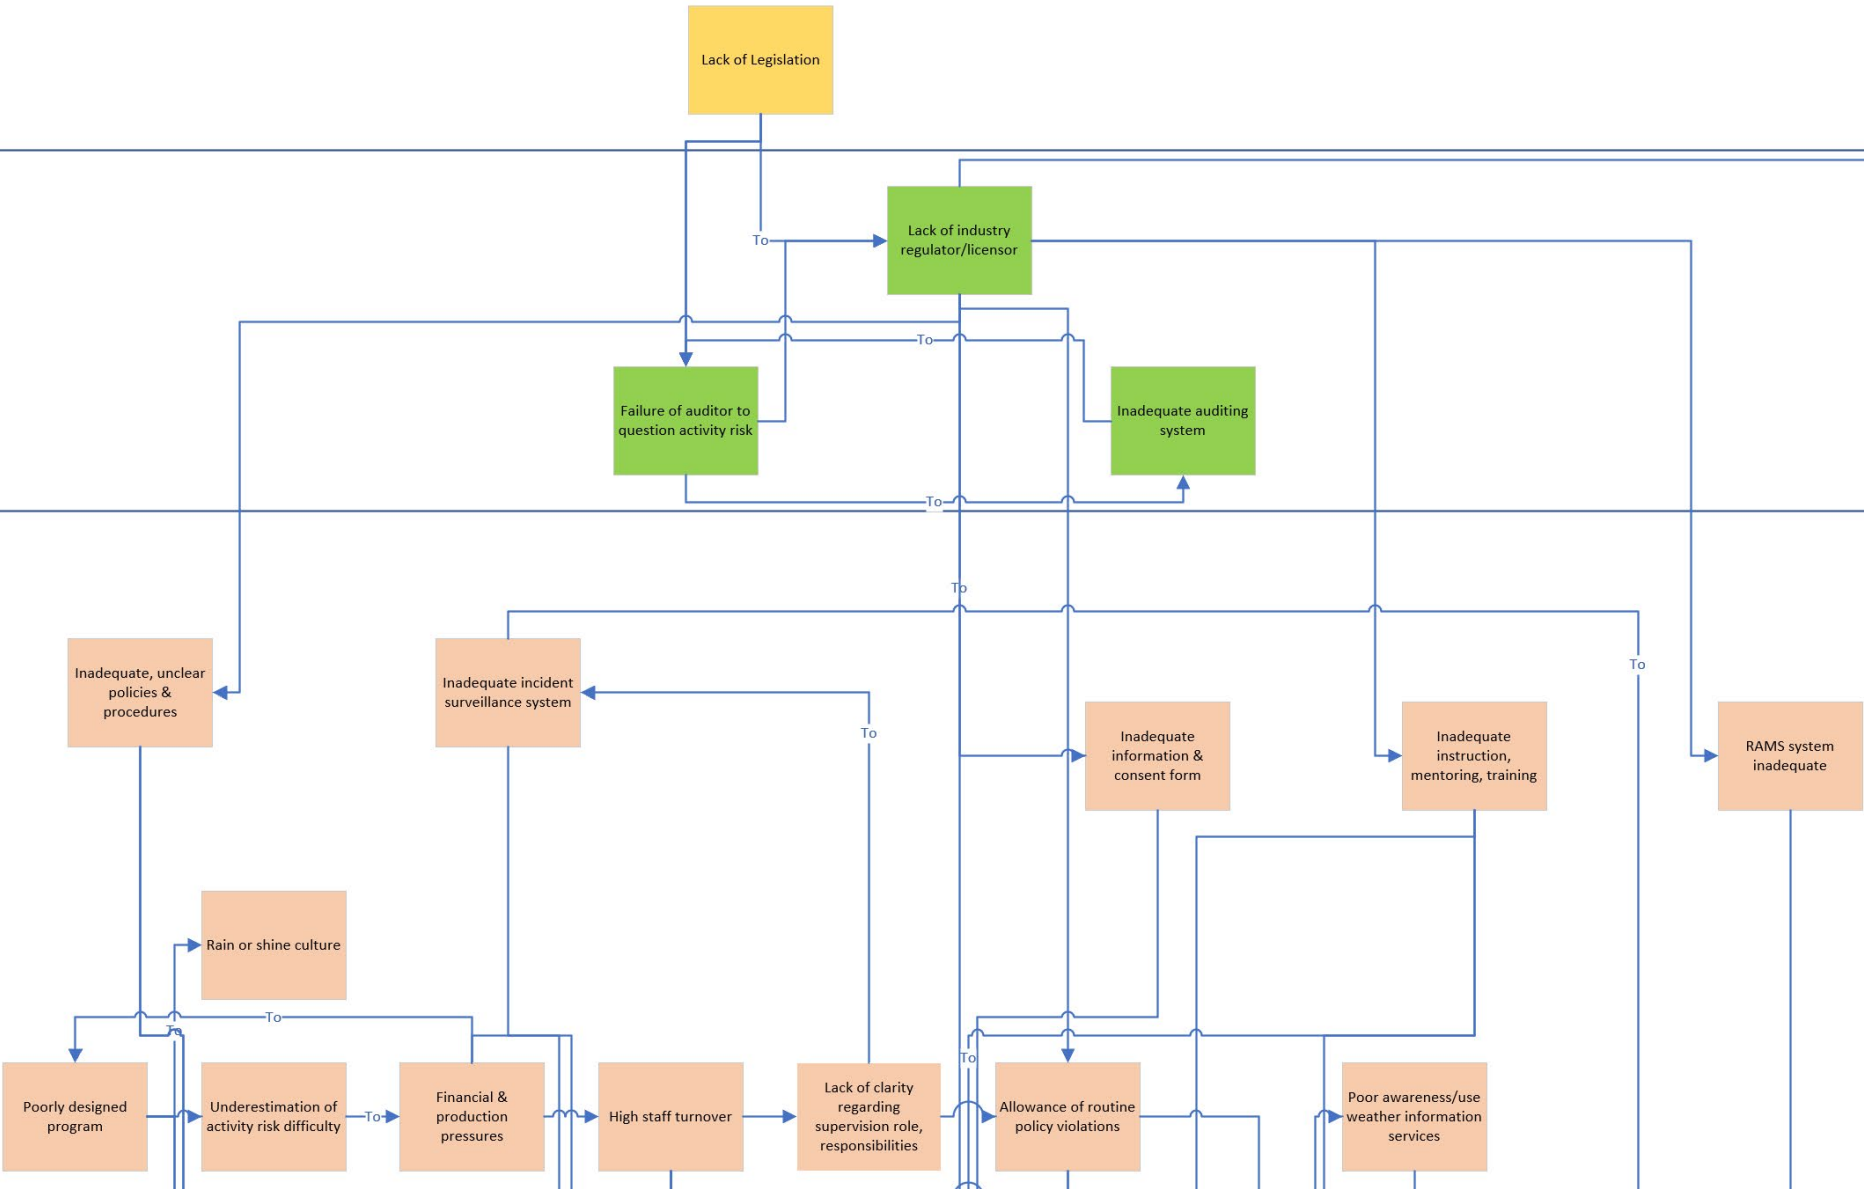 Lack of Legislation
To
Lack of industry
regulator/licensor
To
Failure of auditor to
question activity risk
Inadequate auditing
system
To
To
Inadequate, unclear
policies &
procedures
Inadequate incident
surveillance system
To
To
Inadequate
information &
consent form
Inadequate
instruction,
mentoring, training
RAMS system
inadequate
Rain or shine culture
To
To
To
Poorly designed
program
Underestimation of
activity risk difficulty
To
Financial &
production
pressures
High staff turnover
Lack of clarity
regarding
supervision role,
responsibilities
Allowance of routine
policy violations
Poor awareness/use
weather information
services